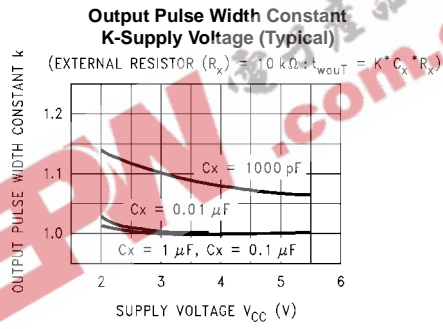 Output Pulse Width Constant
K-Supply Voltage (Typical)
(EXTERNAL RESISTOR (Rx) = 10 kΩ: twouT = K*Cx*Rx)
OUTPUT PULSE WIDTH CONSTANT k
1.2
1.1
1.0
Cx = 1000 pF
Cx = 0.01 μF
Cx = 1 μF, Cx = 0.1 μF
2 3 4 5 6
SUPPLY VOLTAGE VCC (V)
.com